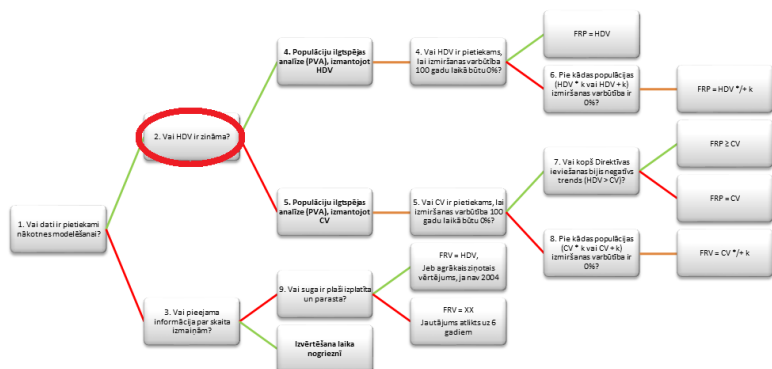 1. Vai dati ir pietiekami
nākotnes modelēšanai?
2. Vai HDV ir zināma?
3. Vai pieejama
informācija par skaita
izmaiņām?
4. Populāciju ilgtspējas
analīze (PVA), izmantojot
HDV
5. Populāciju ilgtspējas
analīze (PVA), izmantojot
CV
9. Vai suga ir plaši izplatīta
un parasta?
Izvērtēšana laika
nogrieznī
4. Vai HDV ir pietiekams,
lai izmiršanas varbūtība
100 gadu laikā būtu 0%?
5. Vai CV ir pietiekams, lai
izmiršanas varbūtība 100
gadu laikā būtu 0%?
FRV = HDV,
Jeb agrākais ziņotais
vērtējums, ja nav 2004
FRV = XX
Jautājums atlikts uz 6
gadiem
FRP = HDV
6. Pie kādas populācijas
(HDV * k vai HDV + k)
izmiršanas varbūtība ir
0%?
7. Vai kopš Direktīvas
ieviešanas bijis negatīvs
trends (HDV > CV)?
8. Pie kādas populācijas
(CV * k vai CV + k)
izmiršanas varbūtība ir
0%?
FRP = HDV */+ k
FRP ≥ CV
FRP = CV
FRV = CV */+ k